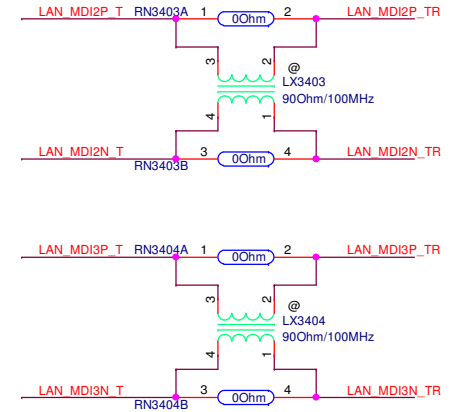 LAN_MDI2P_T RN3403A 1 0Ohm 2 LAN_MDI2P_TR
3 2 @
LX3403
90Ohm/100MHz
4 1
LAN_MDI2N_T 3 0Ohm 4 LAN_MDI2N_TR
RN3403B
LAN_MDI3P_T RN3404A 1 0Ohm 2 LAN_MDI3P_TR
3 2 @
LX3404
90Ohm/100MHz
4 1
LAN_MDI3N_T 3 0Ohm 4 LAN_MDI3N_TR
RN3404B